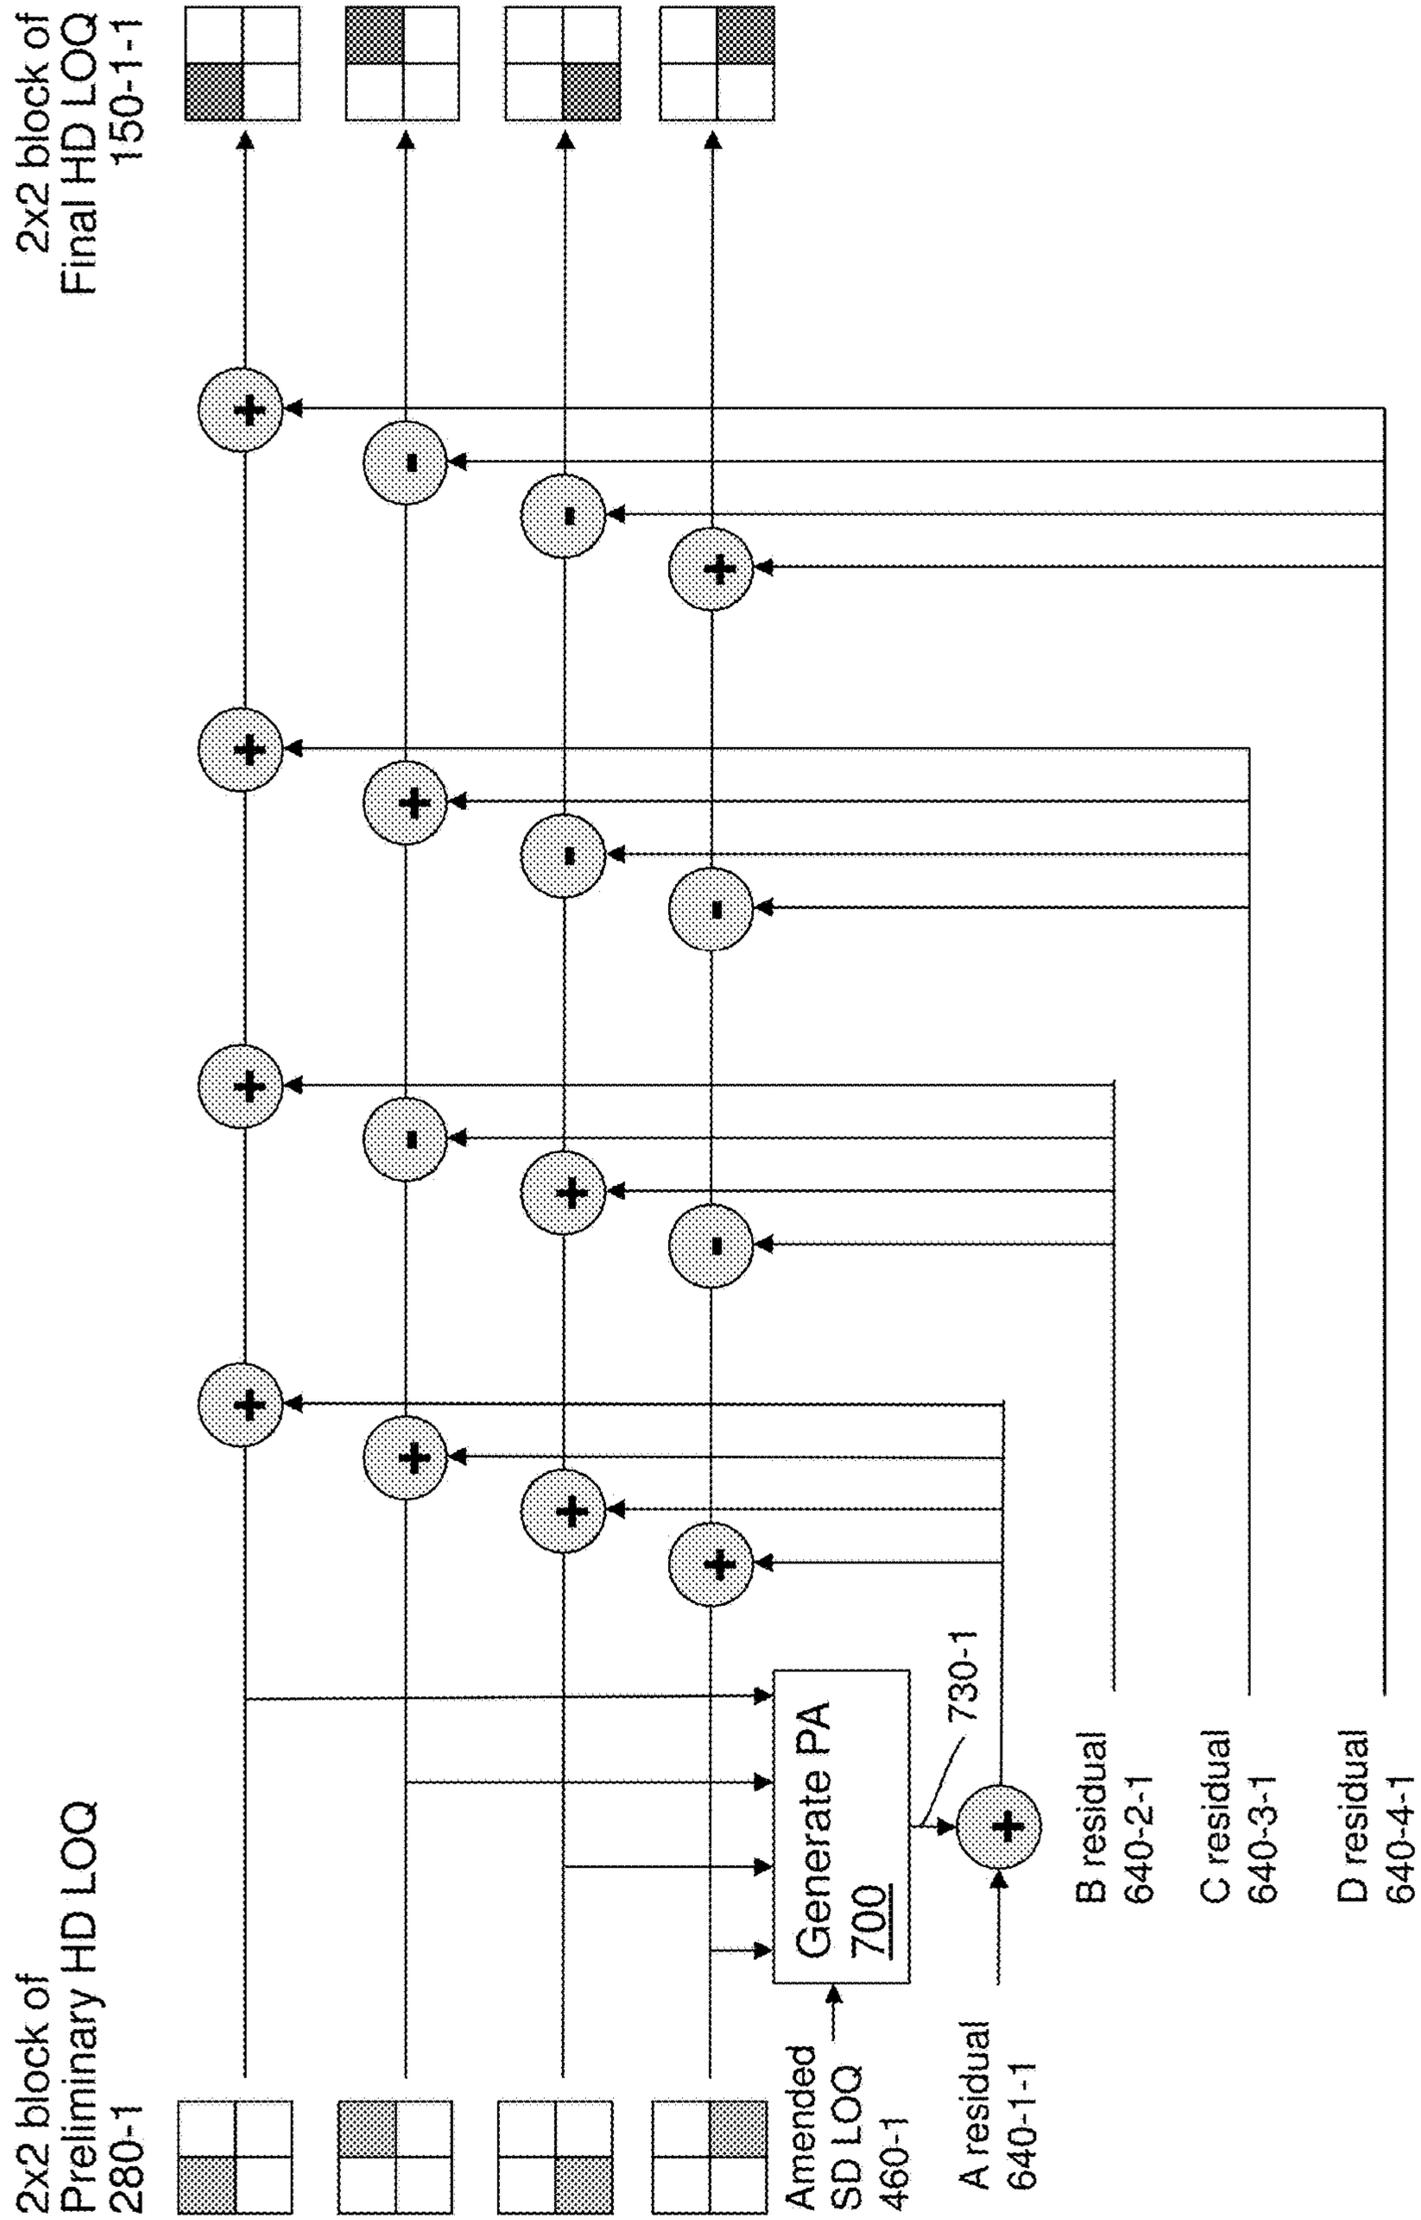 2x2 block of
Preliminary HD LOQ
280-1
2x2 block of
Final HD LOQ
150-1-1
+
+
+
+
+
-
+
-
+
+
-
-
+
-
-
+
Generate PA
700
730-1
+
Amended
SD LOQ
460-1
A residual
640-1-1
B residual
640-2-1
C residual
640-3-1
D residual
640-4-1